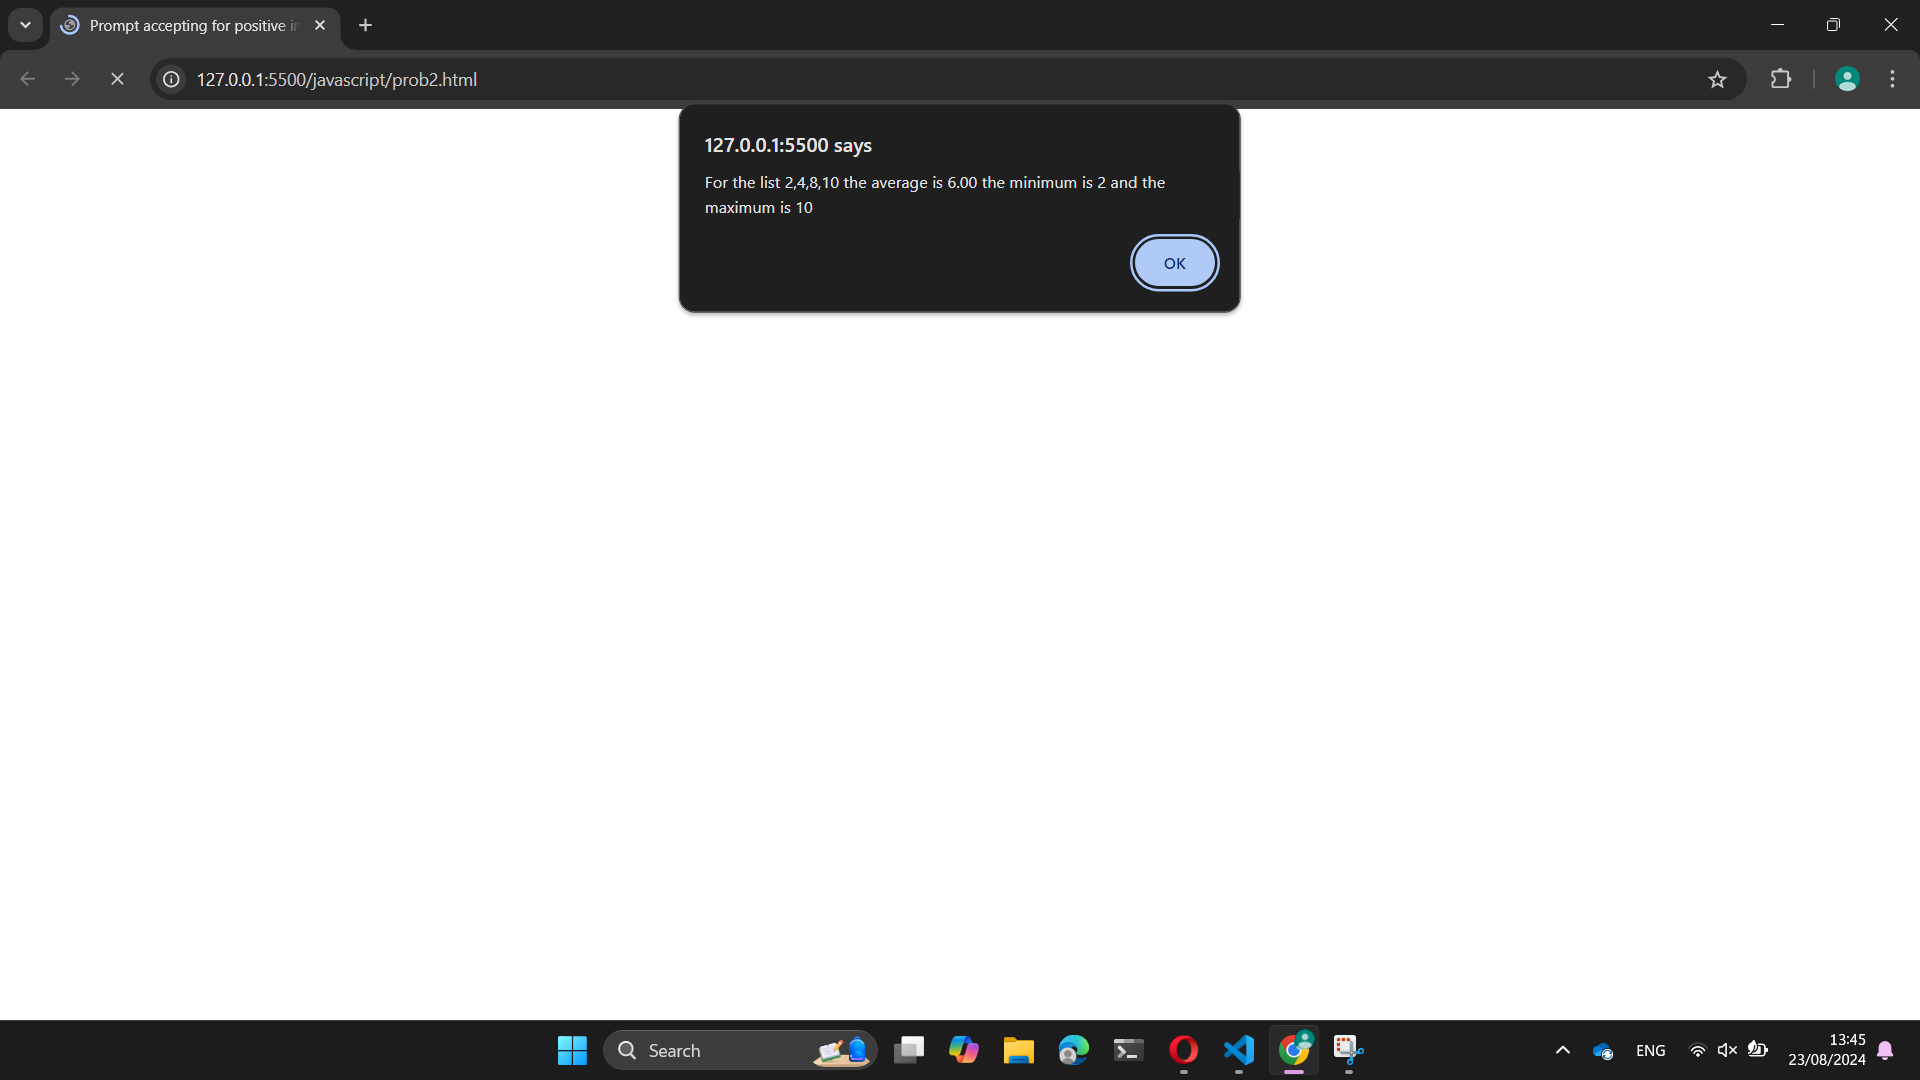 Prompt accepting for positive i
127.0.0.1:5500/javascript/prob2.html
127.0.0.1:5500 says
For the list 2,4,8,10 the average is 6.00 the minimum is 2 and the
maximum is 10
OK
Search
ENG
13:45
23/08/2024